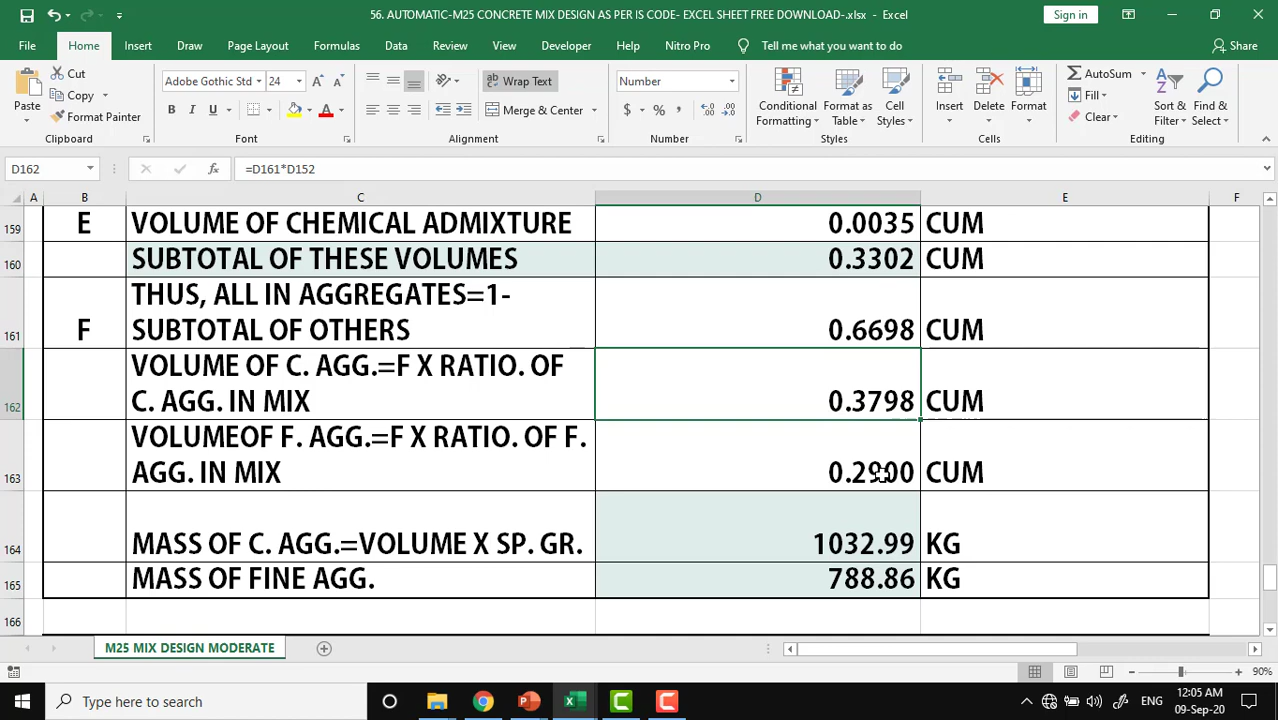 56. AUTOMATIC-M25 CONCRETE MIX DESIGN AS PER IS CODE- EXCEL SHEET FREE DOWNLOAD-.xlsx - Excel
Sign in
File Home Insert Draw Page Layout Formulas Data Review View Developer Help Nitro Pro Tell me what you want to do Share
Paste
Cut
Copy
Format Painter
Clipboard
Adobe Gothic Std 24
B I U
Font
Wrap Text
Merge & Center
Alignment
Number
$ %
Number
Conditional Formatting
Format as Table
Cell Styles
Styles
Insert Delete Format
Cells
AutoSum
Fill
Clear
Sort & Filter
Find & Select
Editing
D162 fx =D161*D152
A B C D E F
159 E VOLUME OF CHEMICAL ADMIXTURE 0.0035 CUM
160 SUBTOTAL OF THESE VOLUMES 0.3302 CUM
THUS, ALL IN AGGREGATES=1-
161 F SUBTOTAL OF OTHERS 0.6698 CUM
VOLUME OF C. AGG.=F X RATIO. OF
162 C. AGG. IN MIX 0.3798 CUM
VOLUMEOF F. AGG.=F X RATIO. OF F.
163 AGG. IN MIX 0.2900 CUM
164 MASS OF C. AGG.=VOLUME X SP. GR. 1032.99 KG
165 MASS OF FINE AGG. 788.86 KG
166
M25 MIX DESIGN MODERATE
90%
Type here to search
ENG
12:05 AM
09-Sep-20